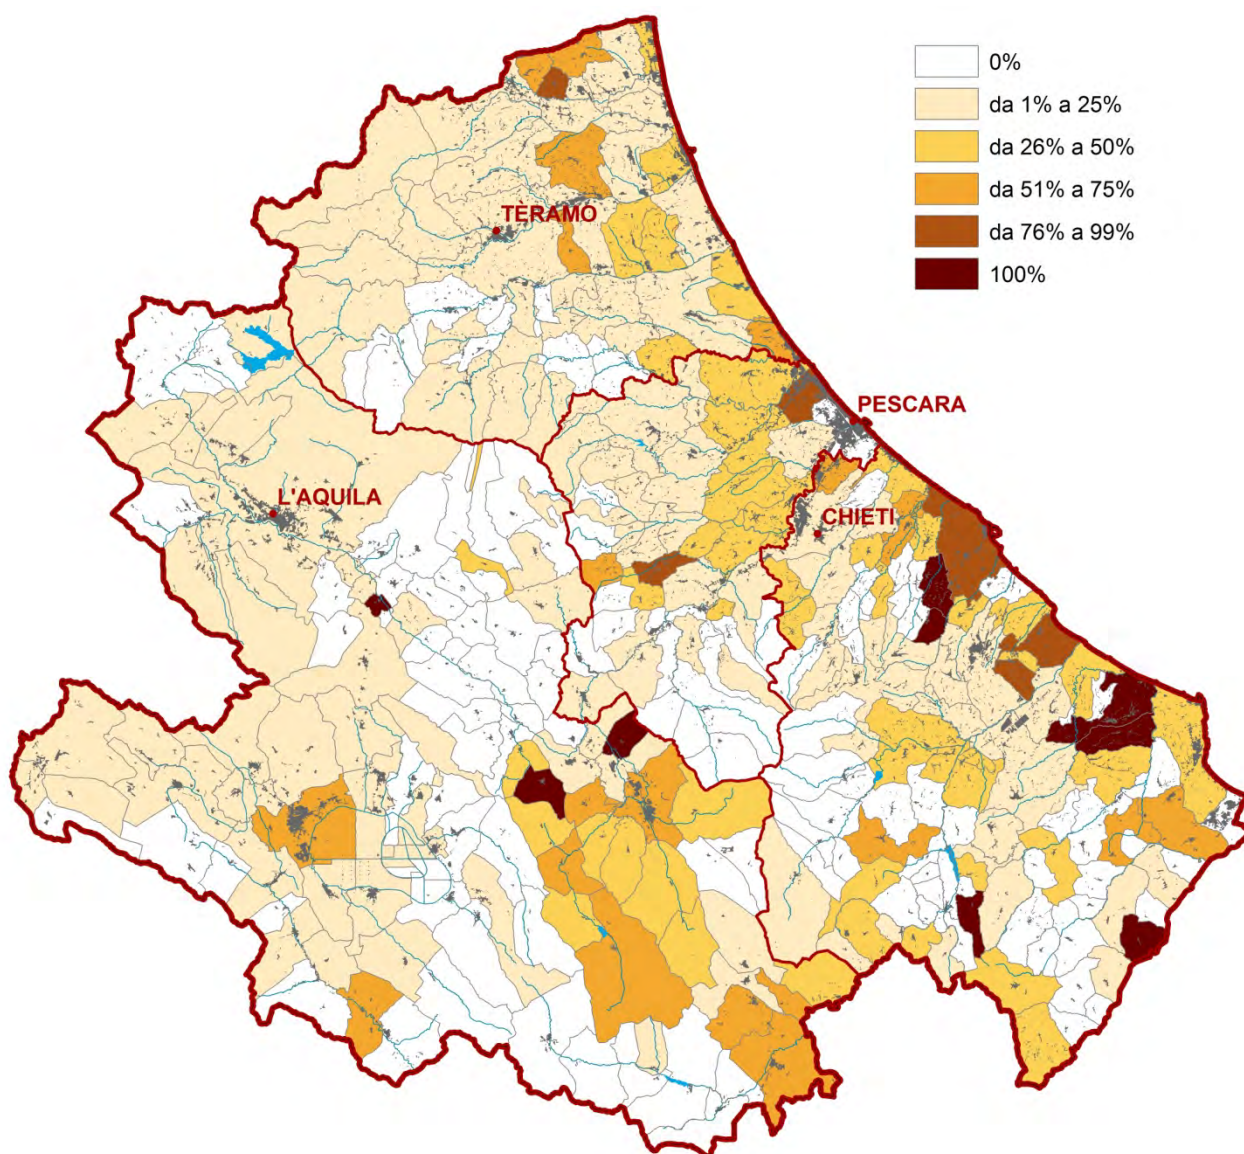 0%
da 1% a 25%
da 26% a 50%
da 51% a 75%
da 76% a 99%
100%
TERAMO
PESCARA
L'AQUILA
CHIETI